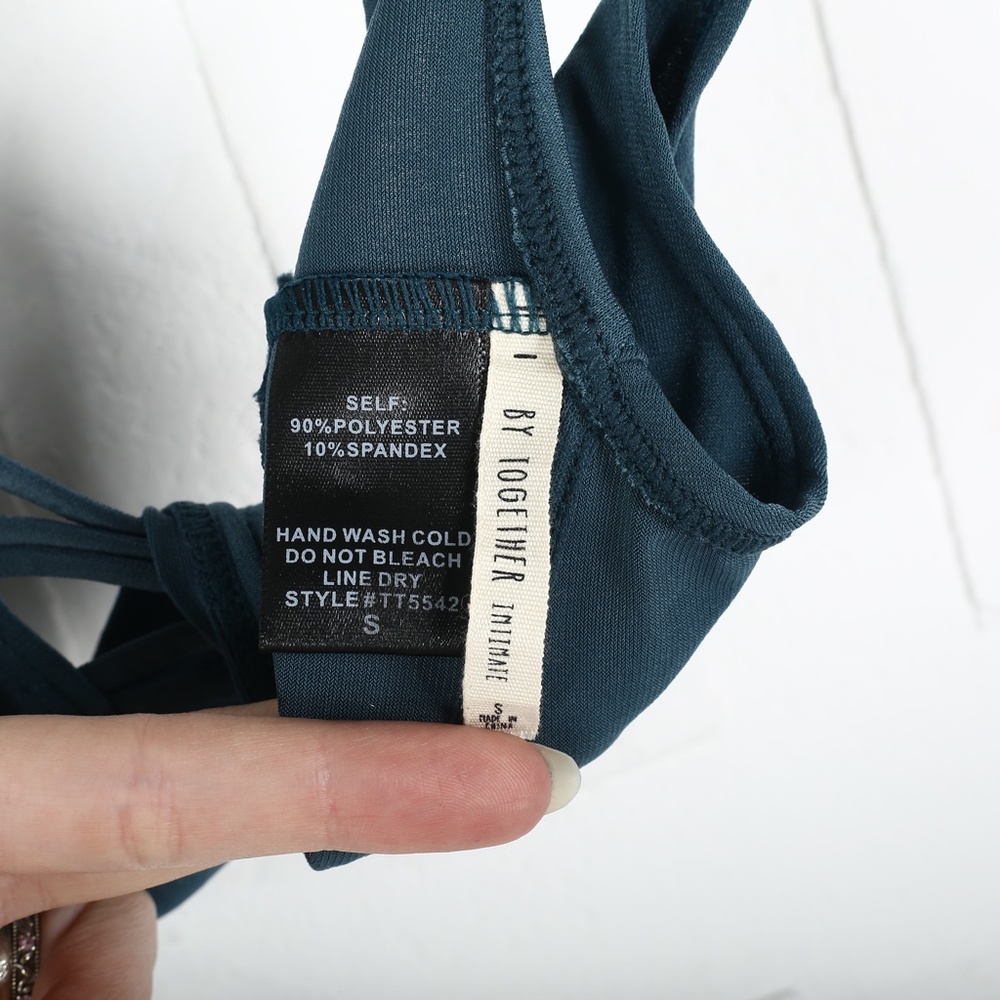 SELF:
90%POLYESTER
10%SPANDEX
HAND WASH COLD
DO NOT BLEACH
LINE DRY
STYLE#TT5542
S
BY TOGETHER INTIMATE
S
MADE IN
CHINA